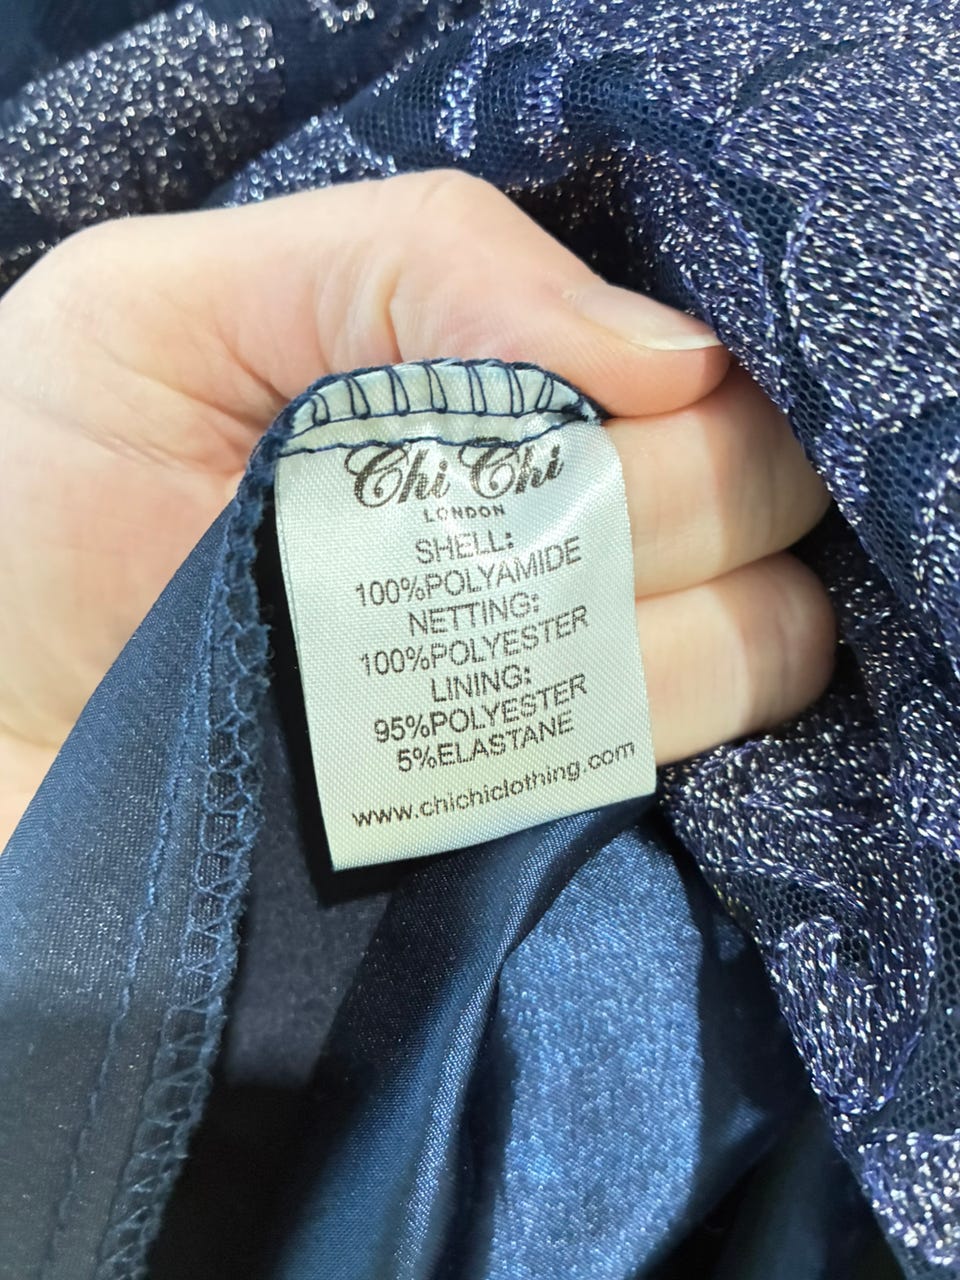 Chi Chi
LONDON
SHELL:
100%POLYAMIDE
NETTING:
100%POLYESTER
LINING:
95%POLYESTER
5%ELASTANE
www.chichiclothing.com